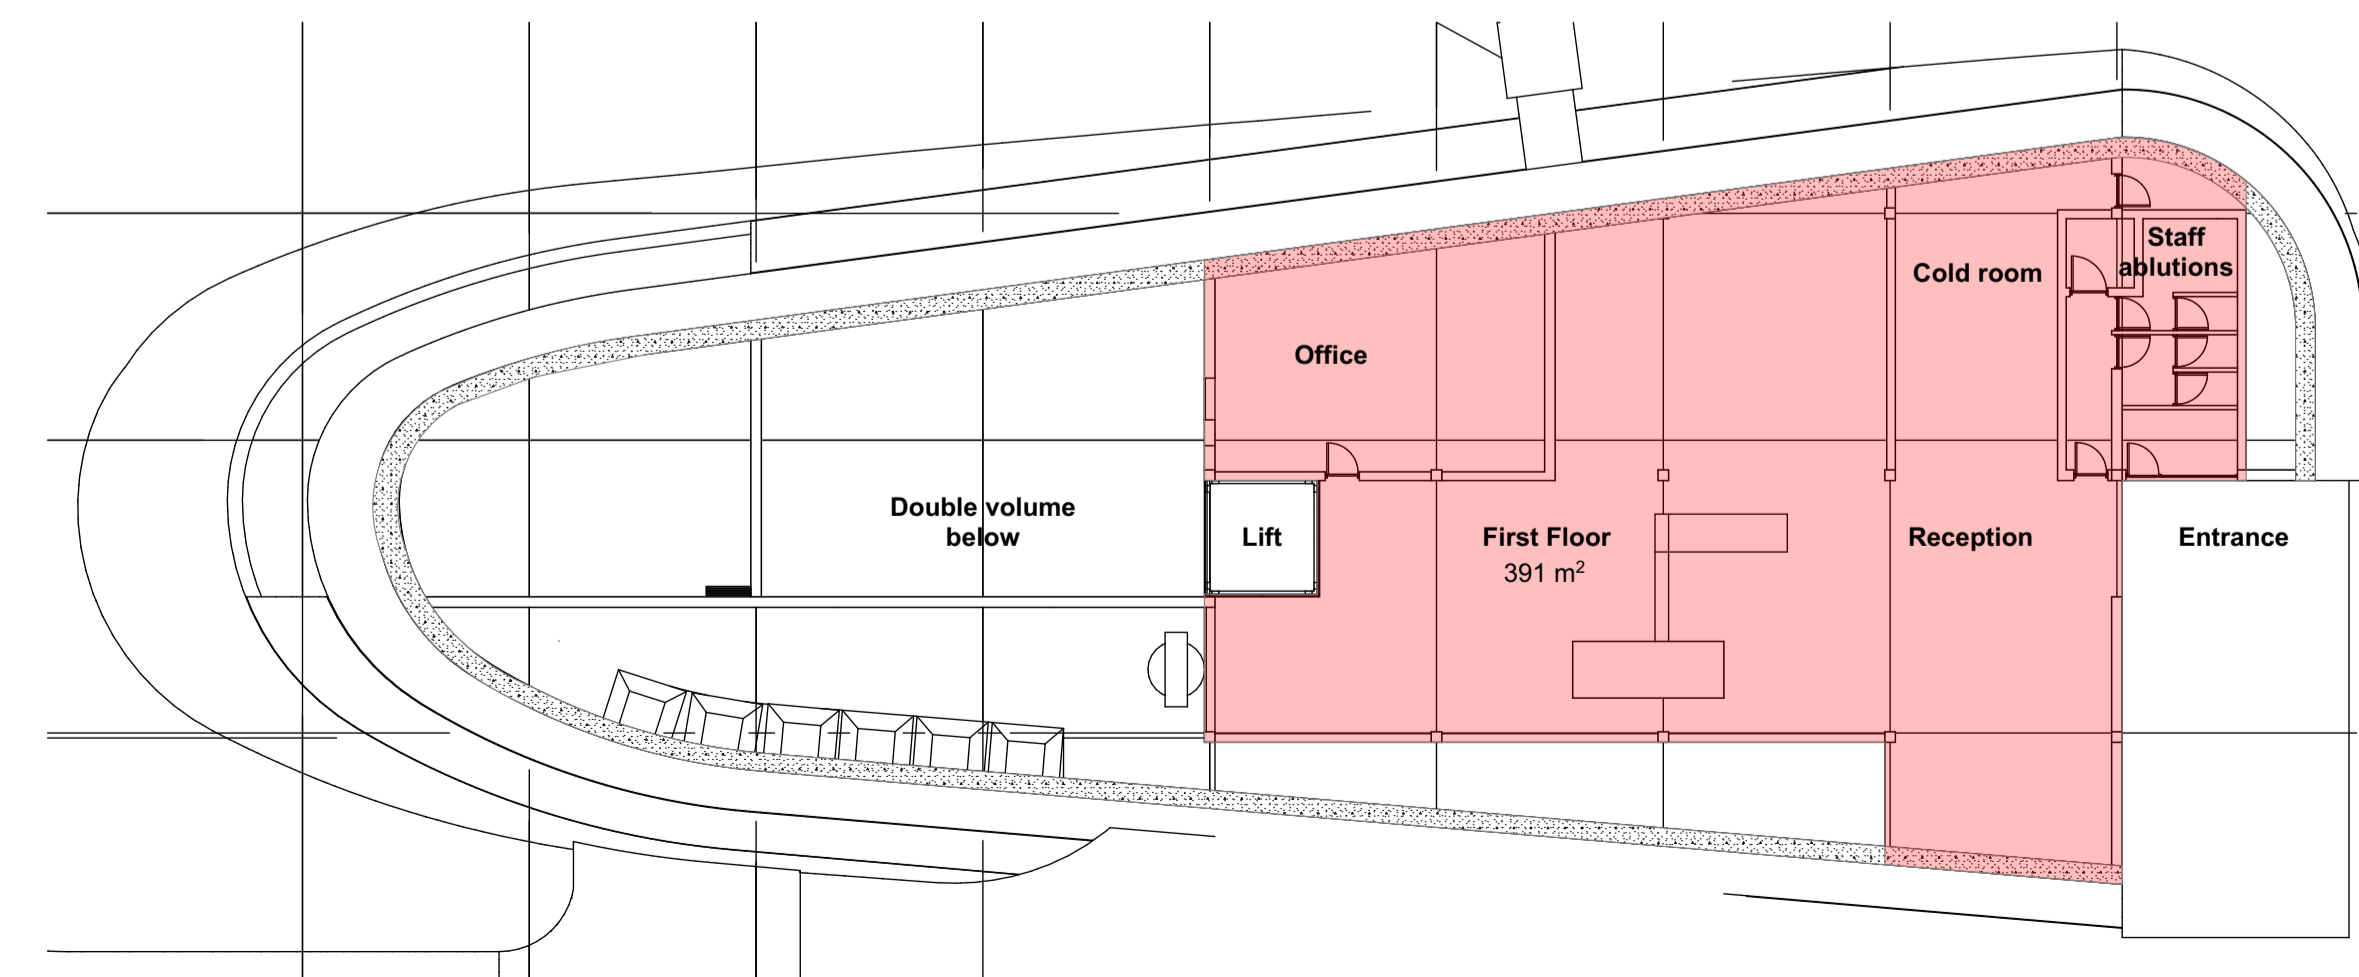 Staff
ablutions
Cold room
Office
Double volume
below
Lift
First Floor
391 m²
Reception
Entrance